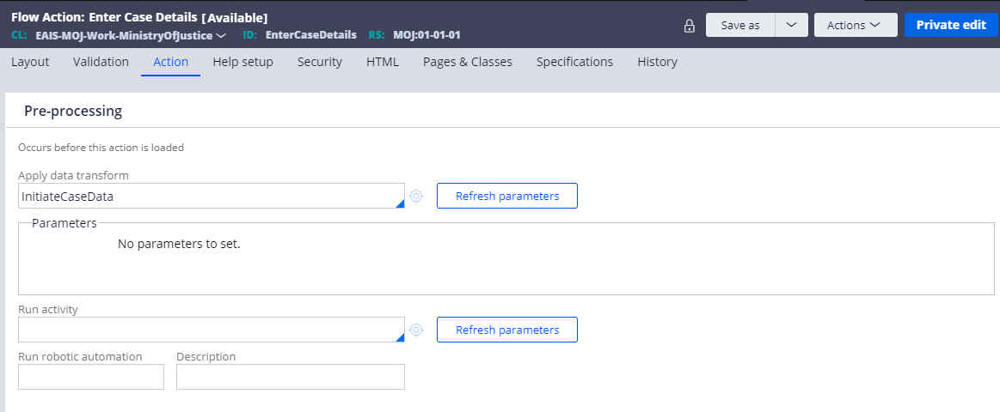 Flow Action: Enter Case Details [Available]
CL: EAIS-MOJ-Work-MinistryOfJustice ID: EnterCaseDetails RS: MOJ:01-01-01
Save as Actions Private edit
Layout Validation Action Help setup Security HTML Pages & Classes Specifications History
Pre-processing
Occurs before this action is loaded
Apply data transform
InitiateCaseData Refresh parameters
Parameters
No parameters to set.
Run activity
Refresh parameters
Run robotic automation Description